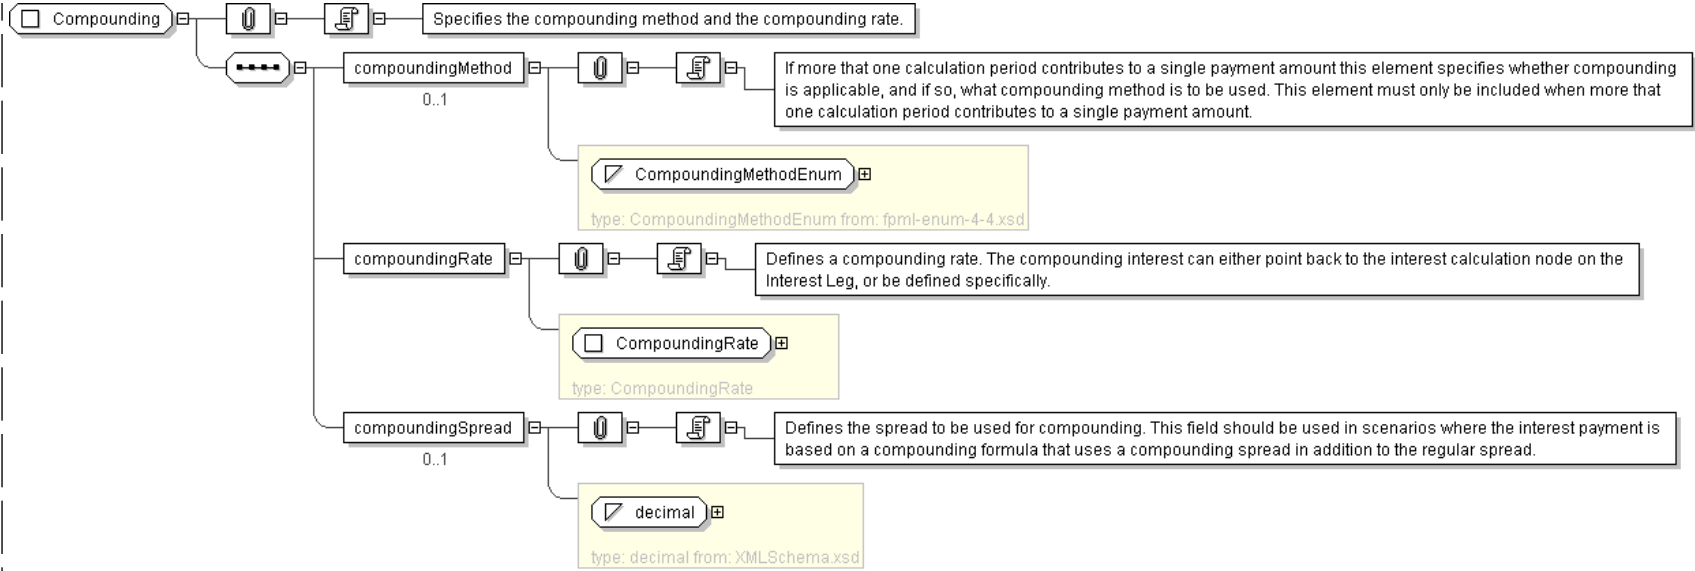 Compounding
Specifies the compounding method and the compounding rate.
compoundingMethod
0..1
If more that one calculation period contributes to a single payment amount this element specifies whether compounding
is applicable, and if so, what compounding method is to be used. This element must only be included when more that
one calculation period contributes to a single payment amount.
CompoundingMethodEnum
type: CompoundingMethodEnum from: fpml-enum-4-4.xsd
compoundingRate
Defines a compounding rate. The compounding interest can either point back to the interest calculation node on the
Interest Leg, or be defined specifically.
CompoundingRate
type: CompoundingRate
compoundingSpread
0..1
Defines the spread to be used for compounding. This field should be used in scenarios where the interest payment is
based on a compounding formula that uses a compounding spread in addition to the regular spread.
decimal
type: decimal from: XMLSchema.xsd